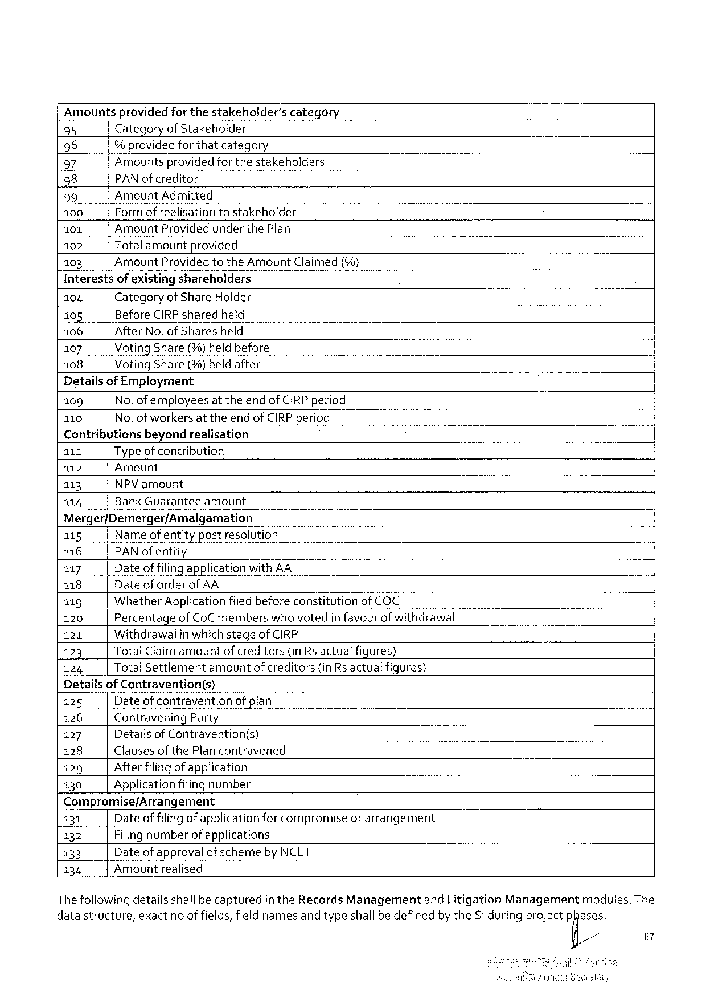 Amounts provided for the stakeholder's category
95 Category of Stakeholder
96 % provided for that category
97 Amounts provided for the stakeholders
98 PAN of creditor
99 Amount Admitted
100 Form of realisation to stakeholder
101 Amount Provided under the Plan
102 Total amount provided
103 Amount Provided to the Amount Claimed (%)
Interests of existing shareholders
104 Category of Share Holder
105 Before CIRP shared held
106 After No. of Shares held
107 Voting Share (%) held before
108 Voting Share (%) held after
Details of Employment
109 No. of employees at the end of CIRP period
110 No. of workers at the end of CIRP period
Contributions beyond realisation
111 Type of contribution
112 Amount
113 NPV amount
114 Bank Guarantee amount
Merger/Demerger/Amalgamation
115 Name of entity post resolution
116 PAN of entity
117 Date of filing application with AA
118 Date of order of AA
119 Whether Application filed before constitution of COC
120 Percentage of CoC members who voted in favour of withdrawal
121 Withdrawal in which stage of CIRP
123 Total Claim amount of creditors (in Rs actual figures)
124 Total Settlement amount of creditors (in Rs actual figures)
Details of Contravention(s)
125 Date of contravention of plan
126 Contravening Party
127 Details of Contravention(s)
128 Clauses of the Plan contravened
129 After filing of application
130 Application filing number
Compromise/Arrangement
131 Date of filing of application for compromise or arrangement
132 Filing number of applications
133 Date of approval of scheme by NCLT
134 Amount realised
The following details shall be captured in the Records Management and Litigation Management modules. The
data structure, exact no of fields, field names and type shall be defined by the SI during project phases.
67
/Anil C Kandpal
/ Under Secretary